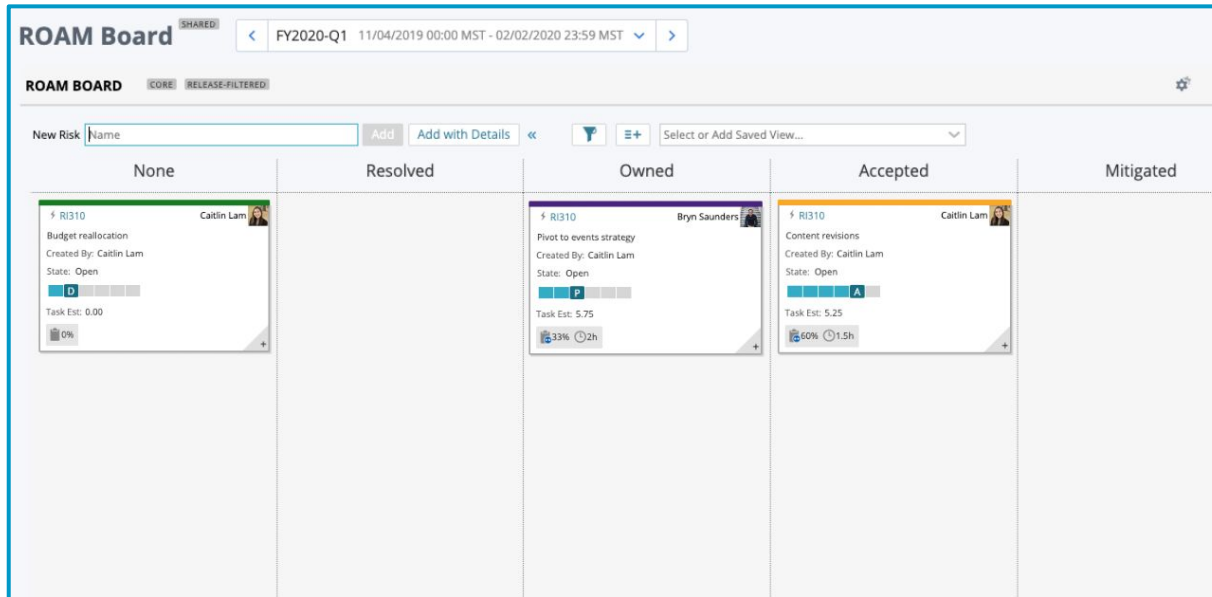 ROAM Board SHARED FY2020-Q1 11/04/2019 00:00 MST - 02/02/2020 23:59 MST
ROAM BOARD CORE RELEASE-FILTERED
New Risk Name Add Add with Details « Select or Add Saved View...
None Resolved Owned Accepted Mitigated
RI310 Caitlin Lam
Budget reallocation
Created By: Caitlin Lam
State: Open
D
Task Est: 0.00
0%
+
RI310 Bryn Saunders
Pivot to events strategy
Created By: Caitlin Lam
State: Open
P
Task Est: 5.75
33% 2h
+
RI310 Caitlin Lam
Content revisions
Created By: Caitlin Lam
State: Open
A
Task Est: 5.25
60% 1.5h
+